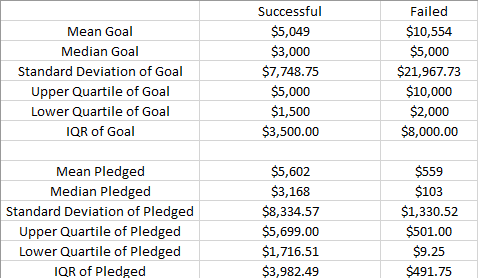 Successful Failed
Mean Goal $5,049 $10,554
Median Goal $3,000 $5,000
Standard Deviation of Goal $7,748.75 $21,967.73
Upper Quartile of Goal $5,000 $10,000
Lower Quartile of Goal $1,500 $2,000
IQR of Goal $3,500.00 $8,000.00
Mean Pledged $5,602 $559
Median Pledged $3,168 $103
Standard Deviation of Pledged $8,334.57 $1,330.52
Upper Quartile of Pledged $5,699.00 $501.00
Lower Quartile of Pledged $1,716.51 $9.25
IQR of Pledged $3,982.49 $491.75